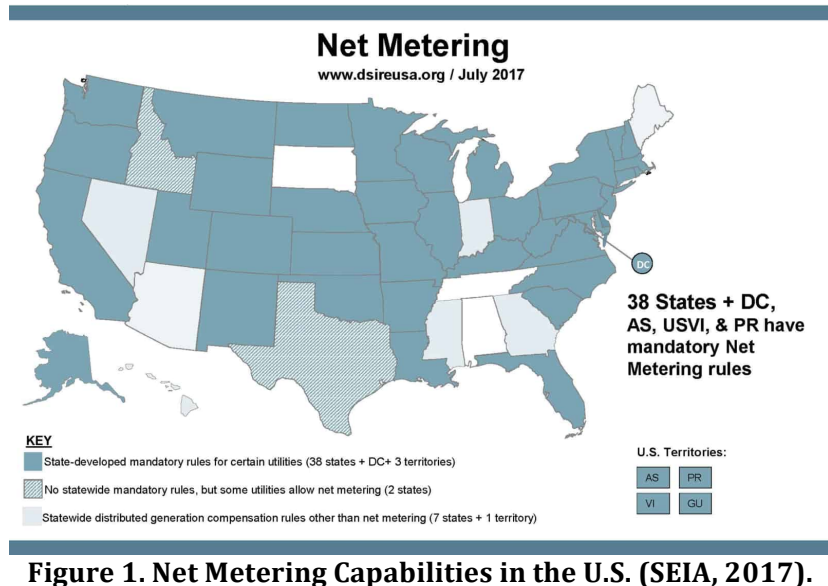 Net Metering
www.dsireusa.org / July 2017
DC
38 States + DC,
AS, USVI, & PR have
mandatory Net
Metering rules
KEY
State-developed mandatory rules for certain utilities (38 states + DC+ 3 territories)
No statewide mandatory rules, but some utilities allow net metering (2 states)
Statewide distributed generation compensation rules other than net metering (7 states + 1 territory)
U.S. Territories:
AS PR
VI GU
Figure 1. Net Metering Capabilities in the U.S. (SEIA, 2017).